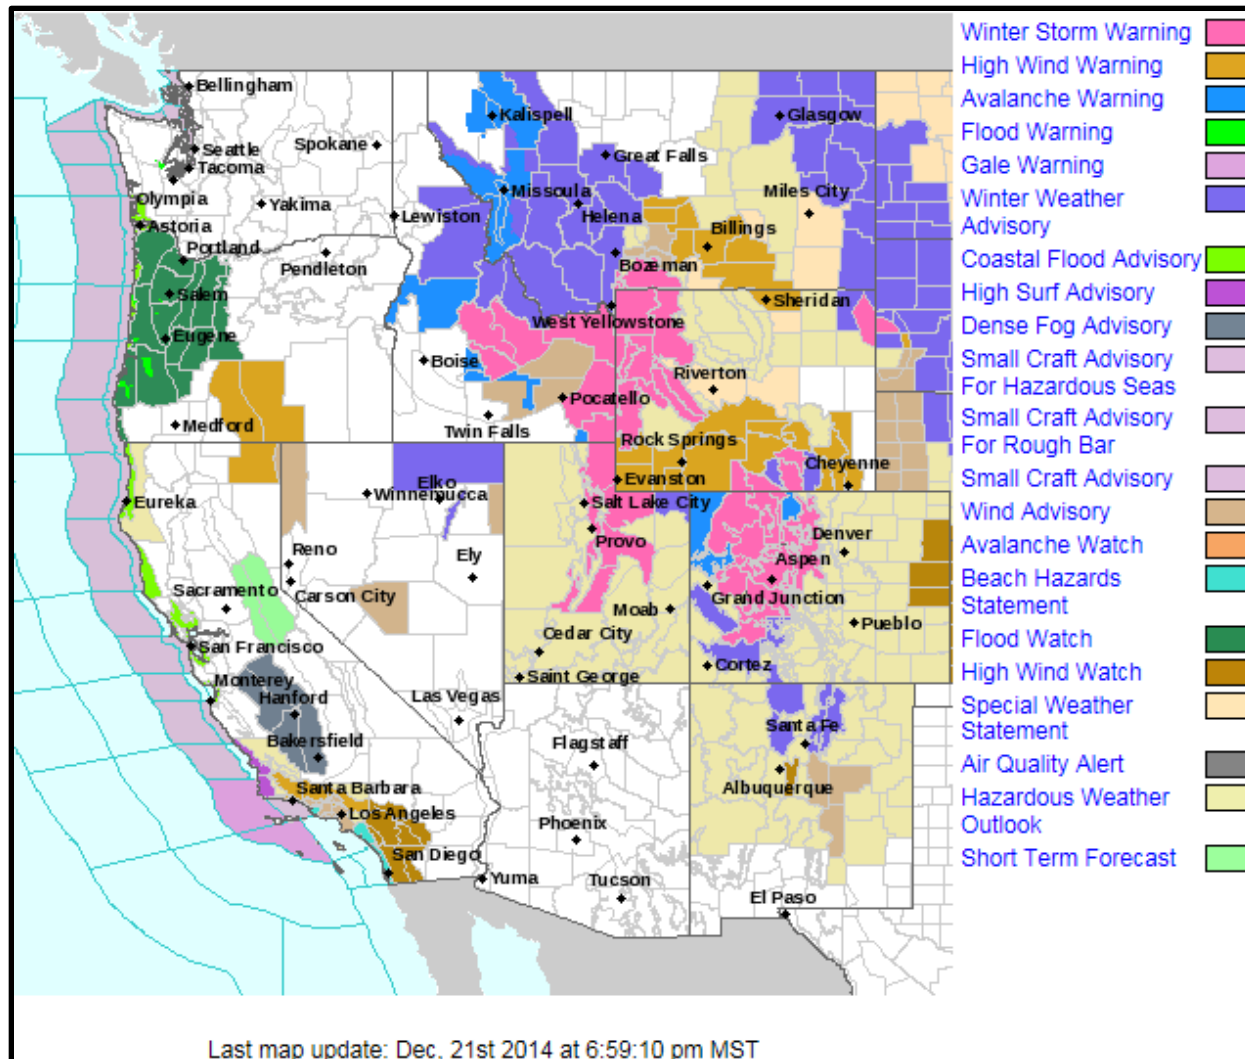 Winter Storm Warning
High Wind Warning
Avalanche Warning
Flood Warning
Gale Warning
Winter Weather
Advisory
Coastal Flood Advisory
High Surf Advisory
Dense Fog Advisory
Small Craft Advisory
For Hazardous Seas
Small Craft Advisory
For Rough Bar
Small Craft Advisory
Wind Advisory
Avalanche Watch
Beach Hazards
Statement
Flood Watch
High Wind Watch
Special Weather
Statement
Air Quality Alert
Hazardous Weather
Outlook
Short Term Forecast
Bellingham
Seattle
Tacoma
Olympia
Spokane
Yakima
Astoria
Portland
Pendleton
Lewiston
Salem
Eugene
Medford
Kalispell
Great Falls
Glasgow
Missoula
Helena
Miles City
Billings
Bozeman
West Yellowstone
Sheridan
Boise
Pocatello
Twin Falls
Riverton
Rock Springs
Evanston
Cheyenne
Eureka
Winnemucca
Elko
Reno
Carson City
Ely
Sacramento
San Francisco
Monterey
Hanford
Bakersfield
Las Vegas
Salt Lake City
Provo
Moab
Cedar City
Saint George
Denver
Aspen
Grand Junction
Pueblo
Cortez
Santa Barbara
Los Angeles
San Diego
Yuma
Flagstaff
Phoenix
Tucson
Santa Fe
Albuquerque
El Paso
Last map update: Dec, 21st 2014 at 6:59:10 pm MST